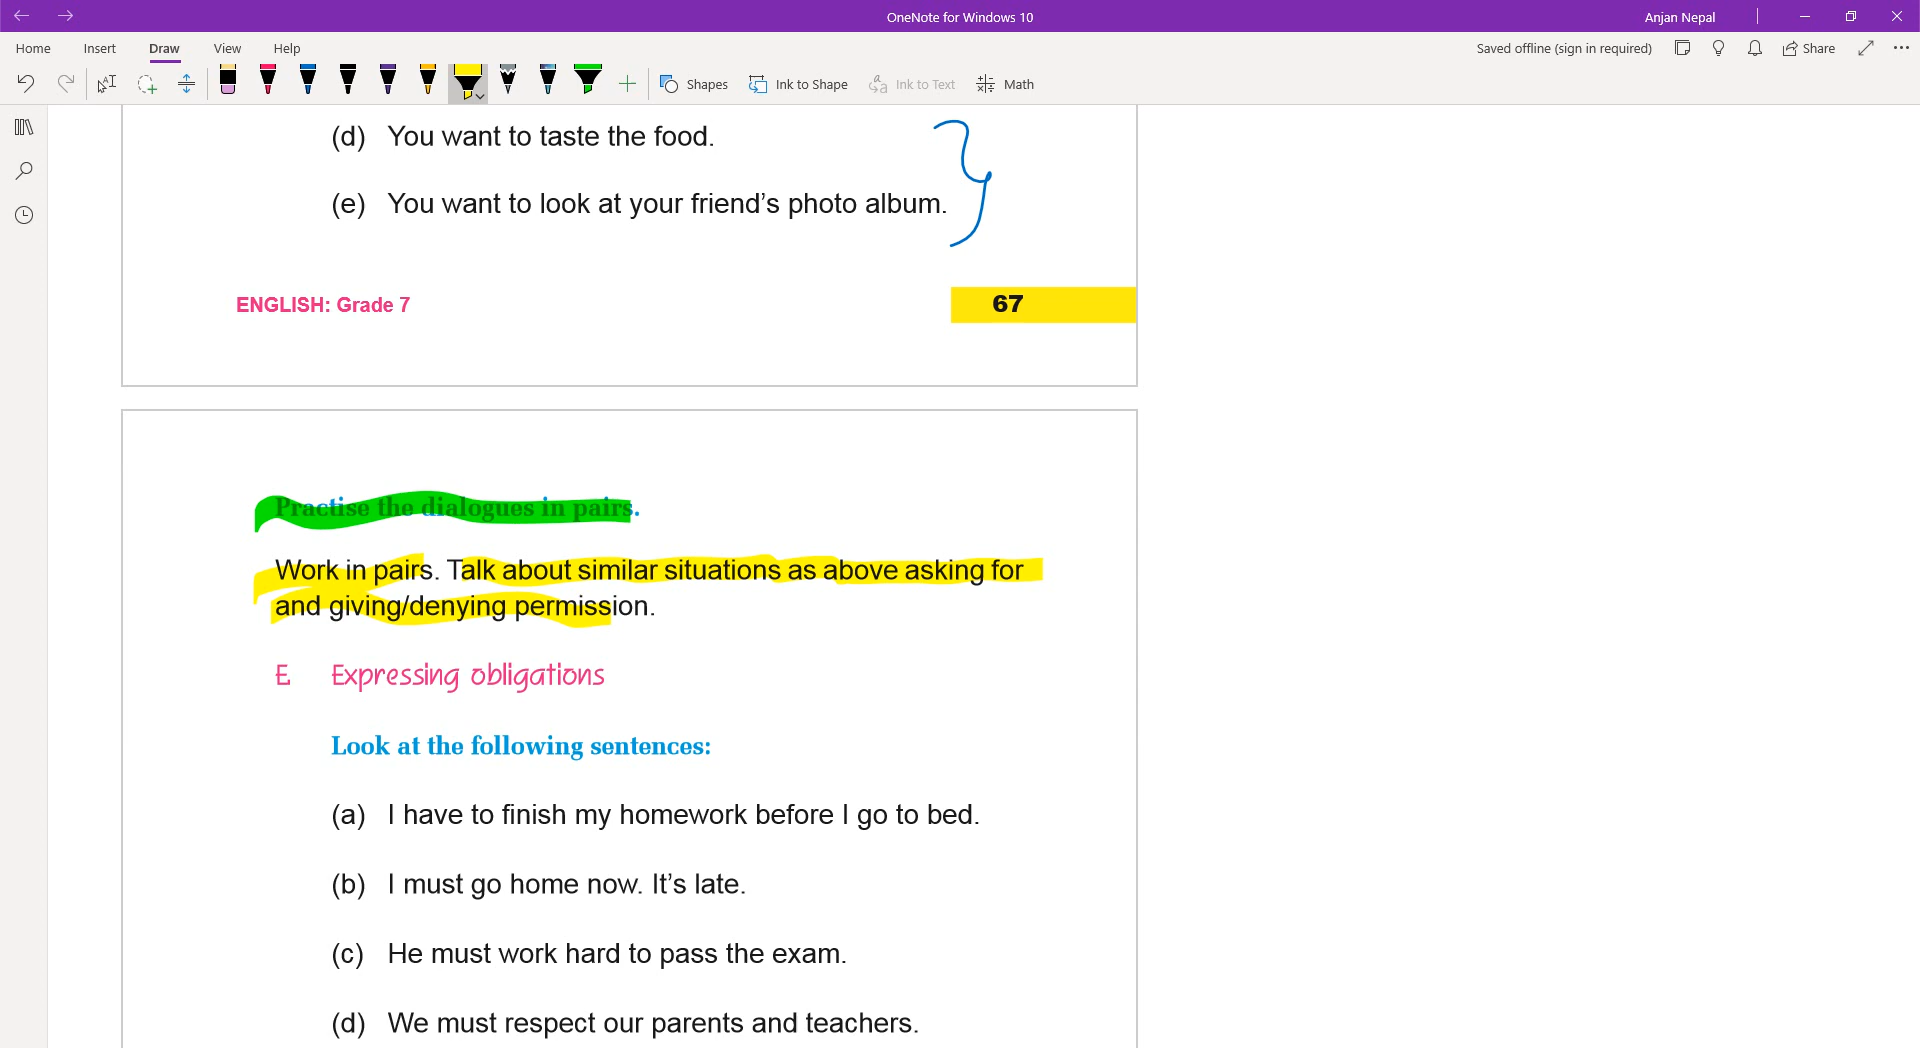 OneNote for Windows 10
Anjan Nepal
Home Insert Draw View Help
Saved offline (sign in required)
Share
Shapes
Ink to Shape
Ink to Text
Math
(d) You want to taste the food.
(e) You want to look at your friend’s photo album.
ENGLISH: Grade 7
67
Practise the dialogues in pairs.
Work in pairs. Talk about similar situations as above asking for
and giving/denying permission.
E Expressing obligations
Look at the following sentences:
(a) I have to finish my homework before I go to bed.
(b) I must go home now. It’s late.
(c) He must work hard to pass the exam.
(d) We must respect our parents and teachers.